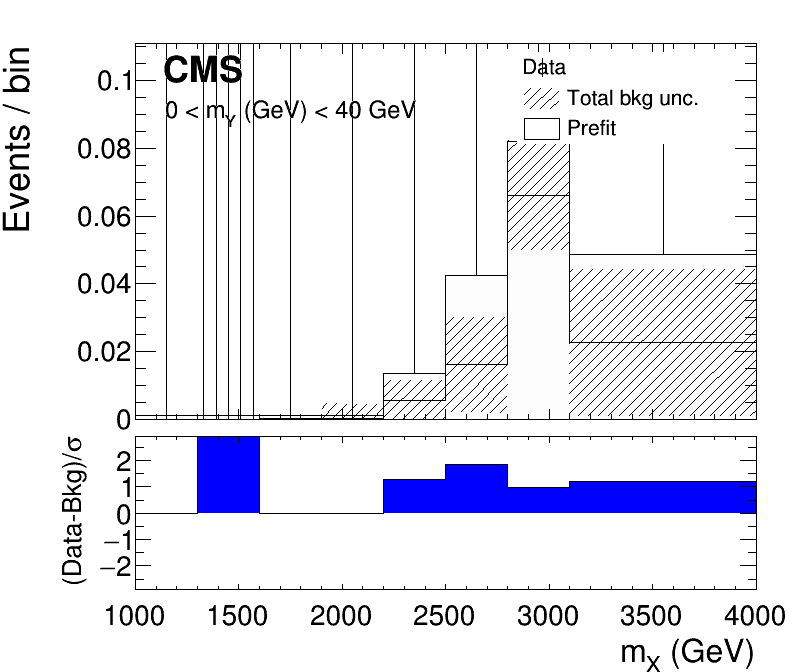 Events / bin
0.1
0.08
0.06
0.04
0.02
0
CMS
0 < mY (GeV) < 40 GeV
Data
Total bkg unc.
Prefit
(Data-Bkg)/σ
2
1
0
−1
−2
1000 1500 2000 2500 3000 3500 4000
mX (GeV)